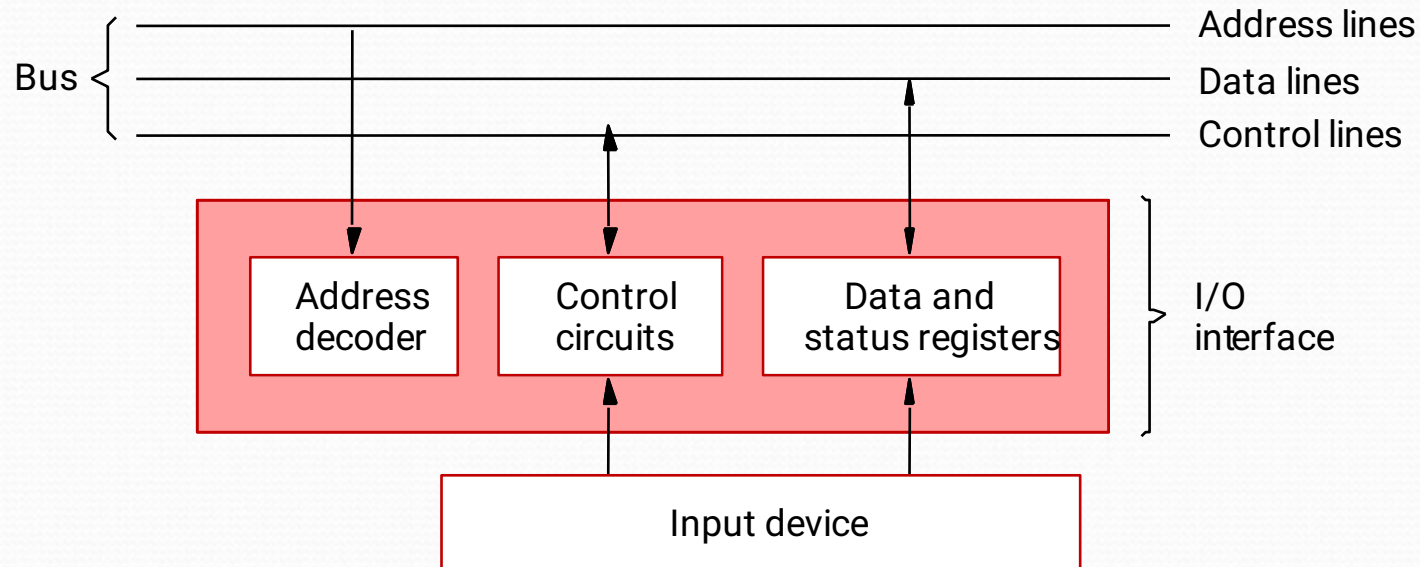 Address lines
Bus
Data lines
Control lines
Address
decoder
Control
circuits
Data and
status registers
I/O
interface
Input device